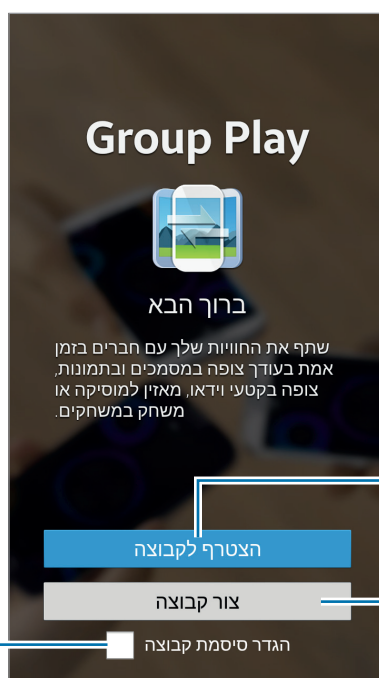 Group Play
ברוך הבא
שתף את החוויות שלך עם חברים בזמן
אמת בעודך צופה במסמכים ובתמונות,
צופה בקטעי וידאו, מאזין למוסיקה או
משחק במשחקים.
הצטרף לקבוצה
צור קבוצה
הגדר סיסמת קבוצה